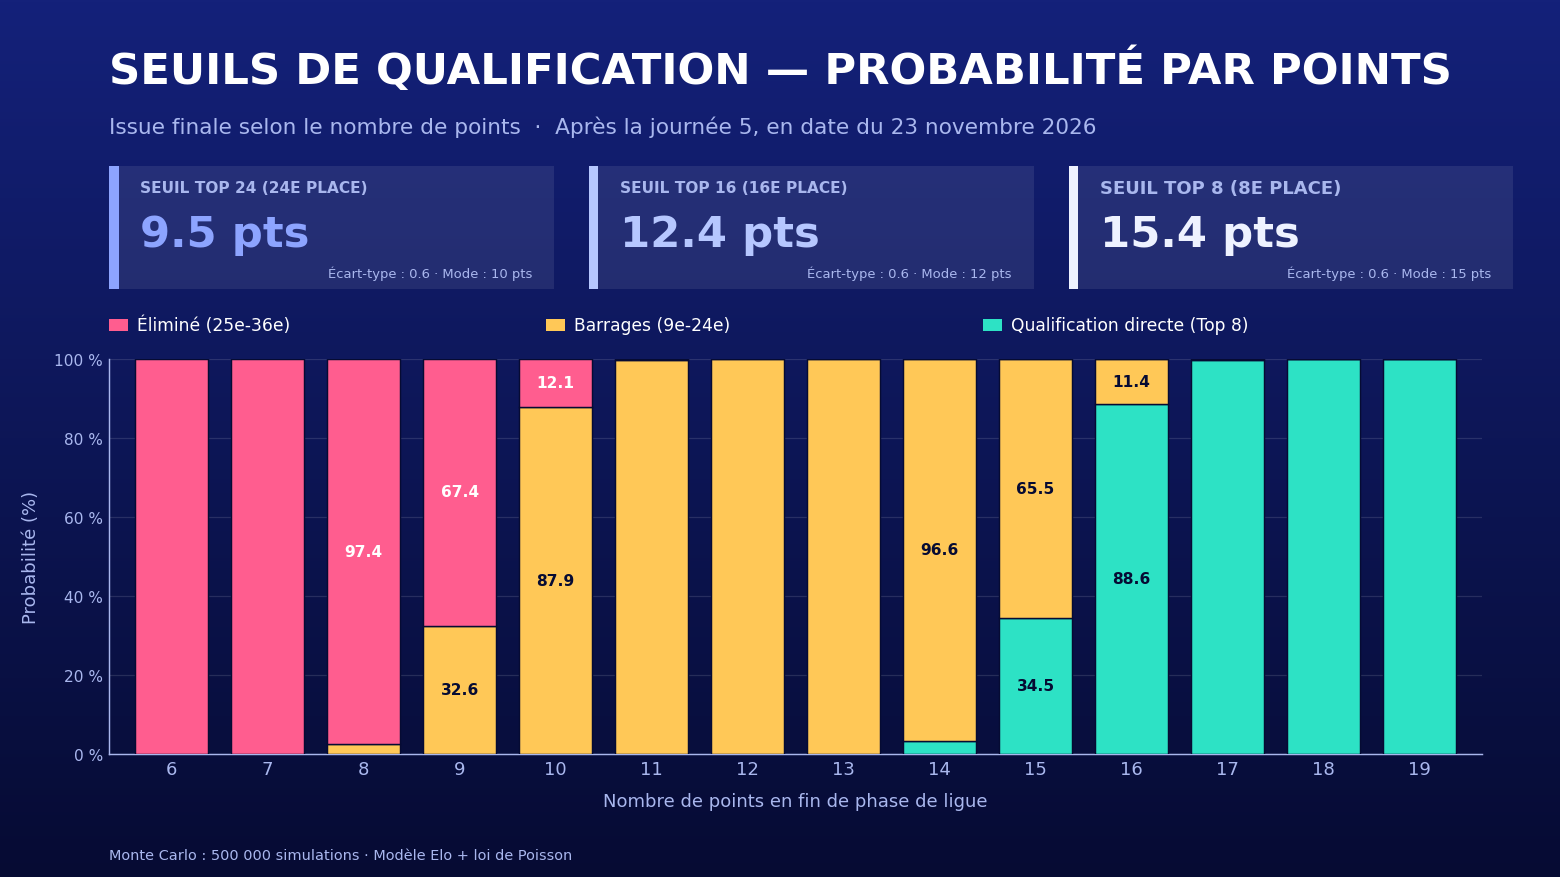 SEUILS DE QUALIFICATION — PROBABILITÉ PAR POINTS
Issue finale selon le nombre de points · Après la journée 5, en date du 23 novembre 2026
SEUIL TOP 24 (24E PLACE)
9.5 pts
Écart-type : 0.6 · Mode : 10 pts
SEUIL TOP 16 (16E PLACE)
12.4 pts
Écart-type : 0.6 · Mode : 12 pts
SEUIL TOP 8 (8E PLACE)
15.4 pts
Écart-type : 0.6 · Mode : 15 pts
Éliminé (25e-36e)
Barrages (9e-24e)
Qualification directe (Top 8)
Probabilité (%)
100 %
80 %
60 %
40 %
20 %
0 %
97.4
67.4
32.6
12.1
87.9
96.6
65.5
34.5
11.4
88.6
6 7 8 9 10 11 12 13 14 15 16 17 18 19
Nombre de points en fin de phase de ligue
Monte Carlo : 500 000 simulations · Modèle Elo + loi de Poisson